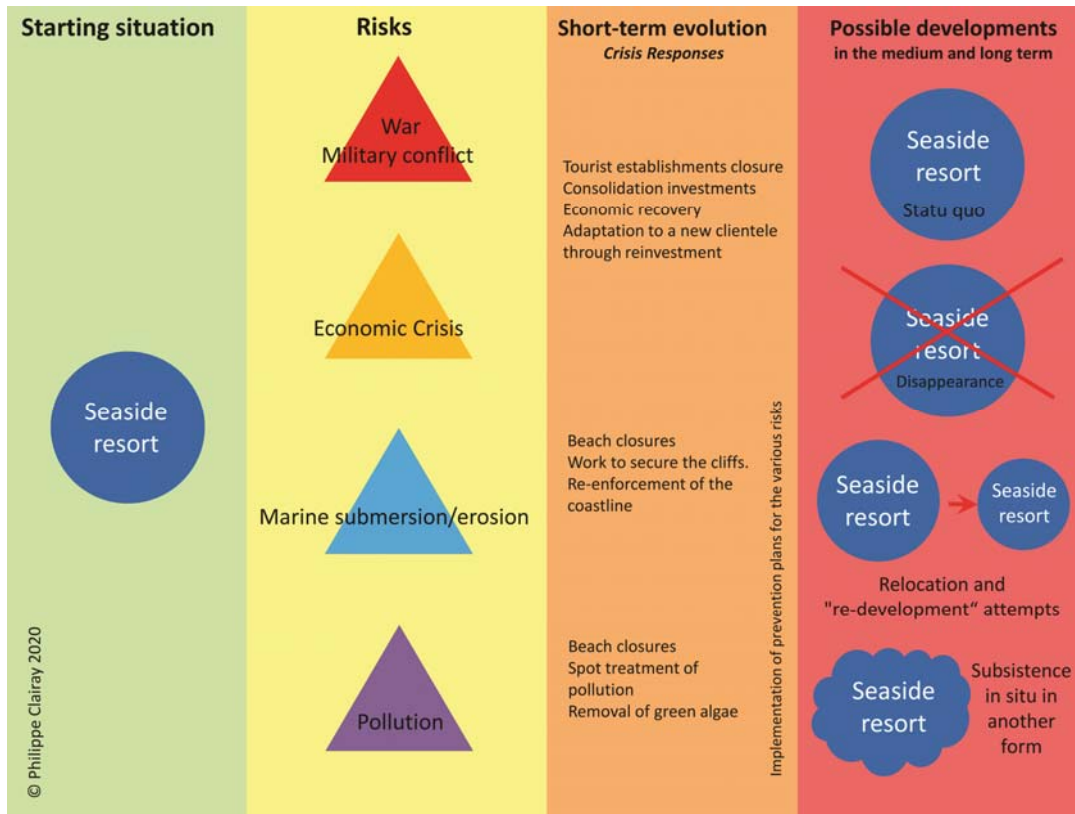 Starting situation
Seaside
resort
© Philippe Clairay 2020
Risks
War
Military conflict
Economic Crisis
Marine submersion/erosion
Pollution
Short-term evolution
Crisis Responses
Tourist establishments closure
Consolidation investments
Economic recovery
Adaptation to a new clientele
through reinvestment
Beach closures
Work to secure the cliffs.
Re-enforcement of the
coastline
Beach closures
Spot treatment of
pollution
Removal of green algae
Implementation of prevention plans for the various risks
Possible developments
in the medium and long term
Seaside
resort
Statu quo
Seaside
resort
Disappearance
Seaside
resort
Seaside
resort
Relocation and
"re-development“ attempts
Seaside
resort
Subsistence
in situ in
another
form